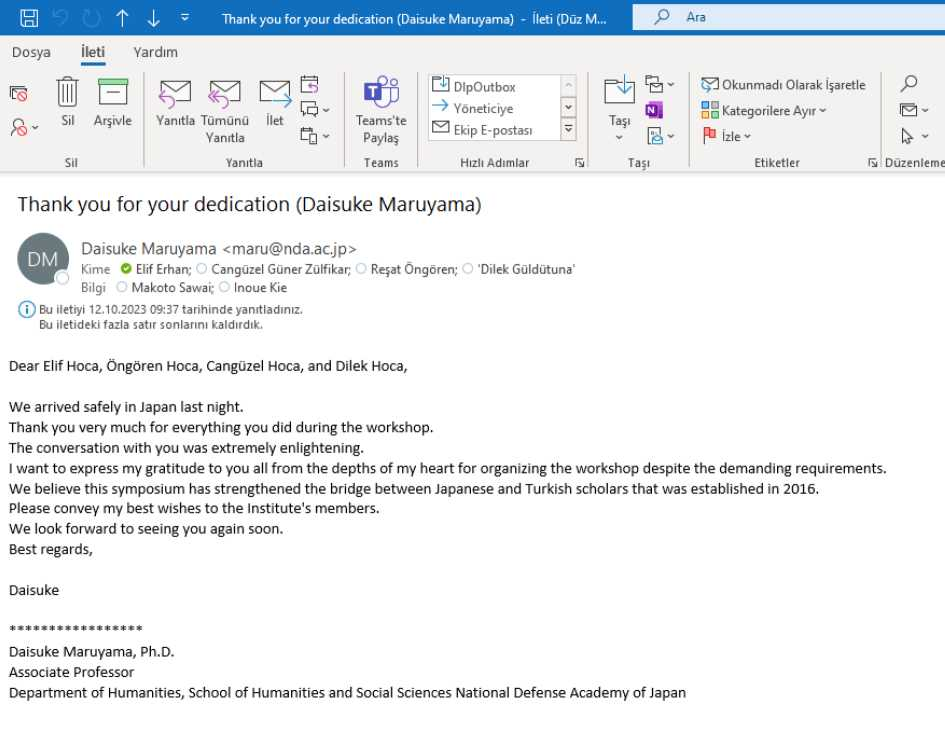 Thank you for your dedication (Daisuke Maruyama) - İleti (Düz M...
Ara
Dosya İleti Yardım
Sil
Arşivle
Yanıtla
Tümünü Yanıtla
İlet
Teams'te Paylaş
DlpOutbox
Yöneticiye
Ekip E-postası
Taşı
Okunmadı Olarak İşaretle
Kategorilere Ayır
İzle
Sil
Yanıtla
Teams
Hızlı Adımlar
Taşı
Etiketler
Düzenleme
Thank you for your dedication (Daisuke Maruyama)
DM
Daisuke Maruyama <maru@nda.ac.jp>
Kime Elif Erhan; Cangüzel Güner Zülfikar; Reşat Öngören; 'Dilek Güldütuna'
Bilgi Makoto Sawai; Inoue Kie
Bu iletiyi 12.10.2023 09:37 tarihinde yanıtladınız.
Bu iletideki fazla satır sonlarını kaldırdık.
Dear Elif Hoca, Öngören Hoca, Cangüzel Hoca, and Dilek Hoca,
We arrived safely in Japan last night.
Thank you very much for everything you did during the workshop.
The conversation with you was extremely enlightening.
I want to express my gratitude to you all from the depths of my heart for organizing the workshop despite the demanding requirements.
We believe this symposium has strengthened the bridge between Japanese and Turkish scholars that was established in 2016.
Please convey my best wishes to the Institute's members.
We look forward to seeing you again soon.
Best regards,
Daisuke
*****************
Daisuke Maruyama, Ph.D.
Associate Professor
Department of Humanities, School of Humanities and Social Sciences National Defense Academy of Japan